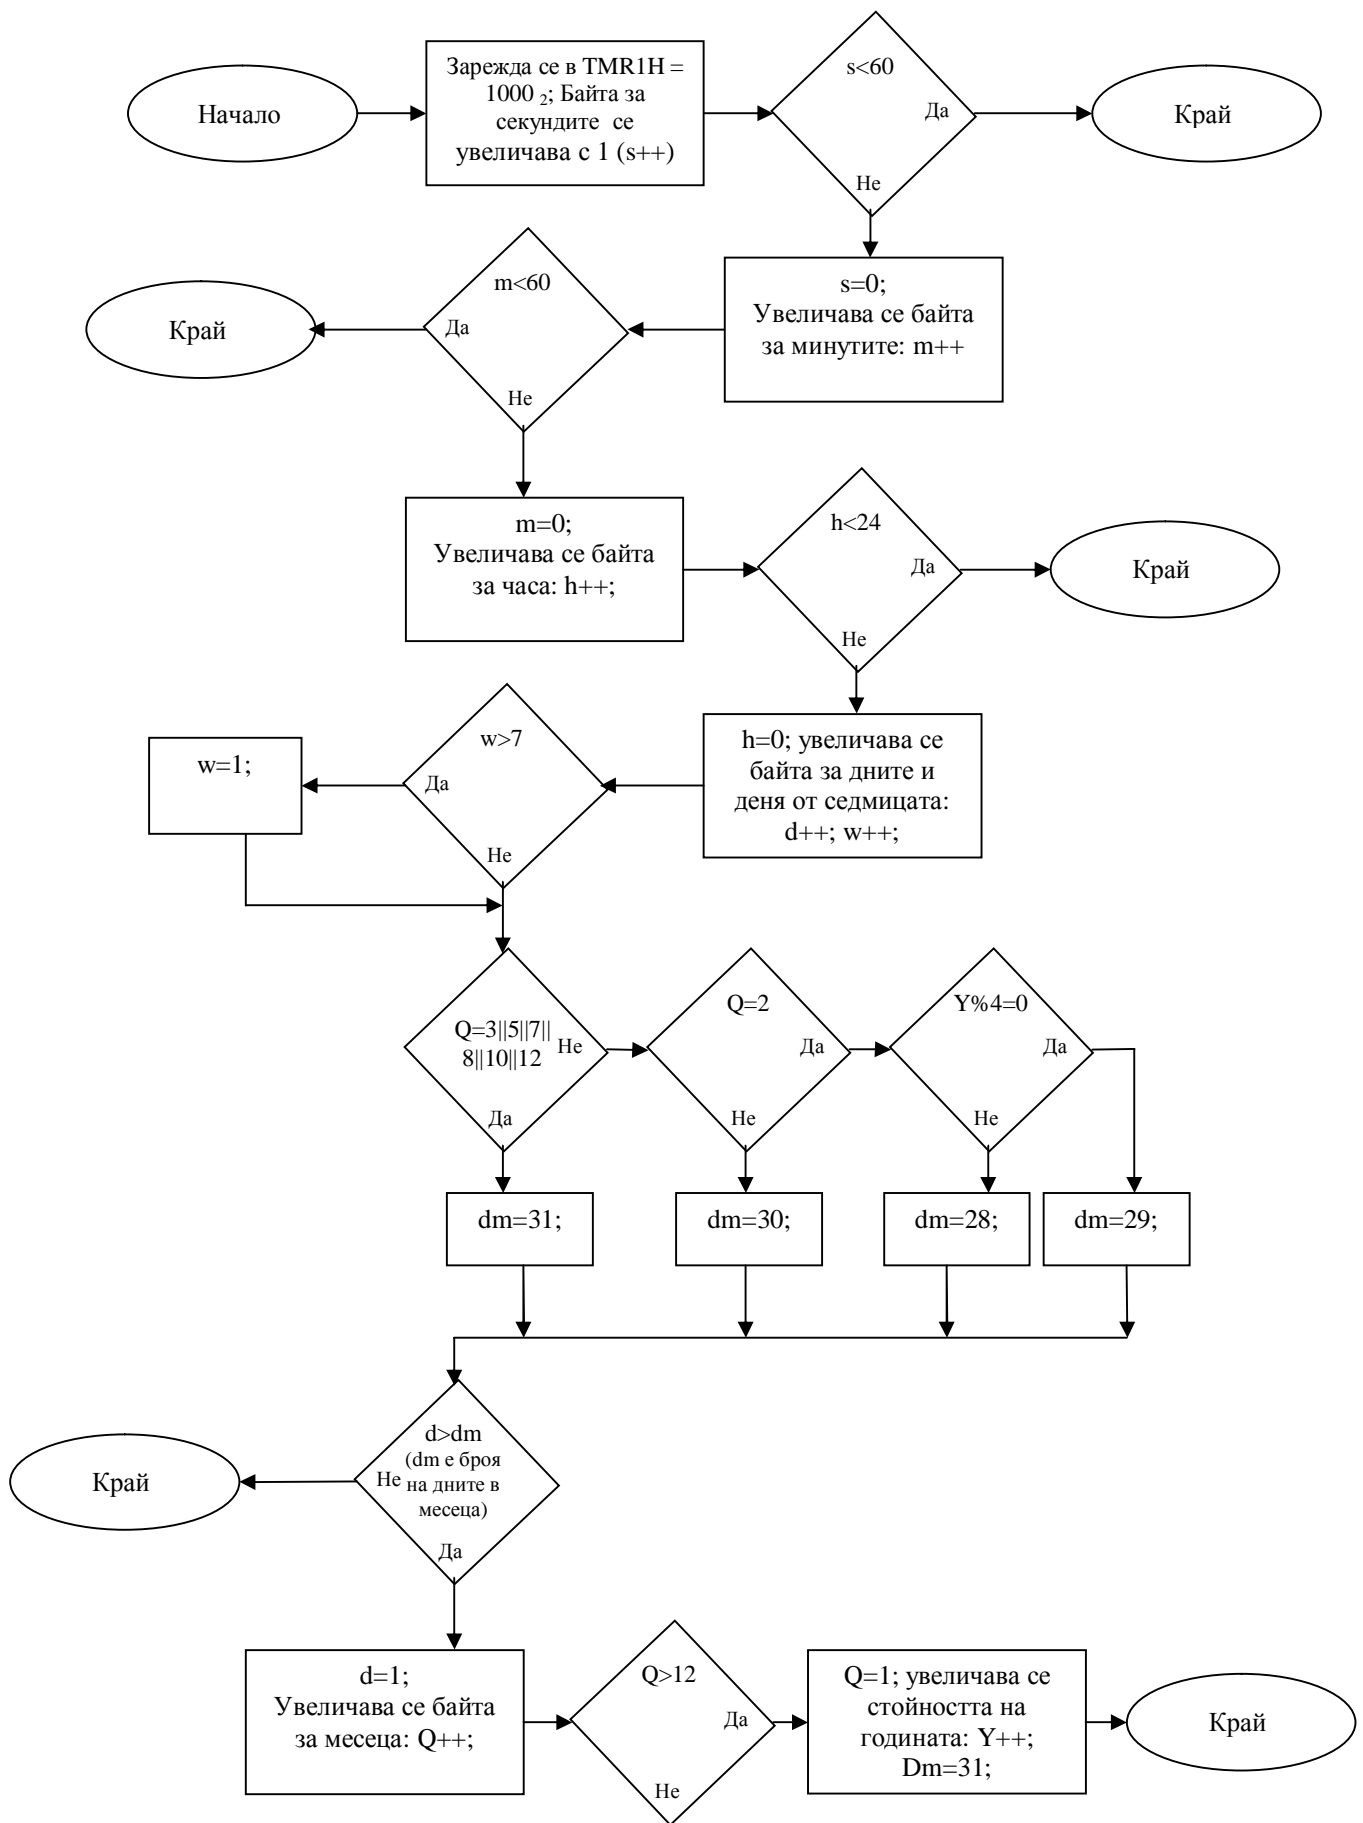 Начало
Зарежда се в TMR1H =
1000 2; Байта за
секундите се
увеличава с 1 (s++)
s<60
Да
Не
Край
s=0;
Увеличава се байта
за минутите: m++
m<60
Да
Не
Край
m=0;
Увеличава се байта
за часа: h++;
h<24
Да
Не
Край
h=0; увеличава се
байта за дните и
деня от седмицата:
d++; w++;
w>7
Да
Не
w=1;
Q=3||5||7||
8||10||12
Не
Да
Q=2
Да
Не
Y%4=0
Да
Не
dm=31;
dm=30;
dm=28;
dm=29;
d>dm
(dm е броя
на дните в
месеца)
Не
Да
Край
d=1;
Увеличава се байта
за месеца: Q++;
Q>12
Да
Не
Q=1; увеличава се
стойността на
годината: Y++;
Dm=31;
Край